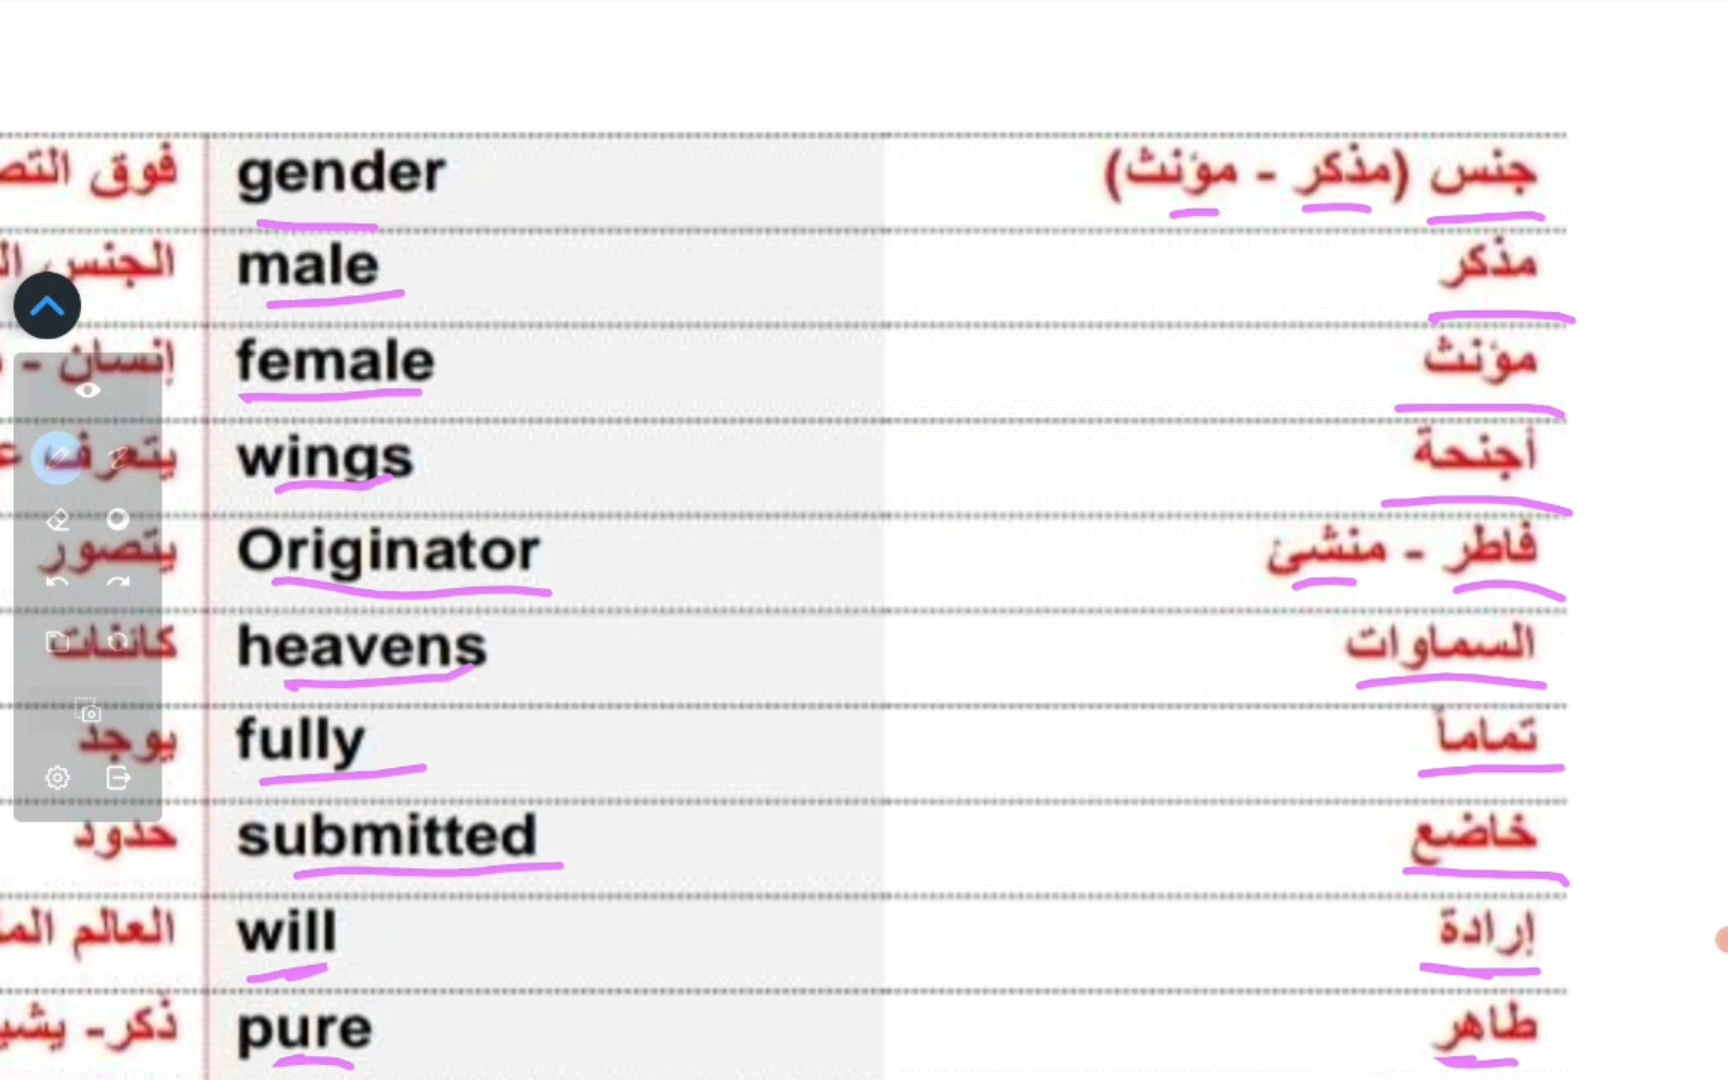 فوق gender جنس (مذكر - مؤنث)
الجنس male مذكر
إنسان - female مؤنث
يتعرف wings أجنحة
يتصور Originator فاطر - منشئ
كائنات heavens السماوات
يوجد fully تماماً
حدود submitted خاضع
العالم will إرادة
ذكر- pure طاهر